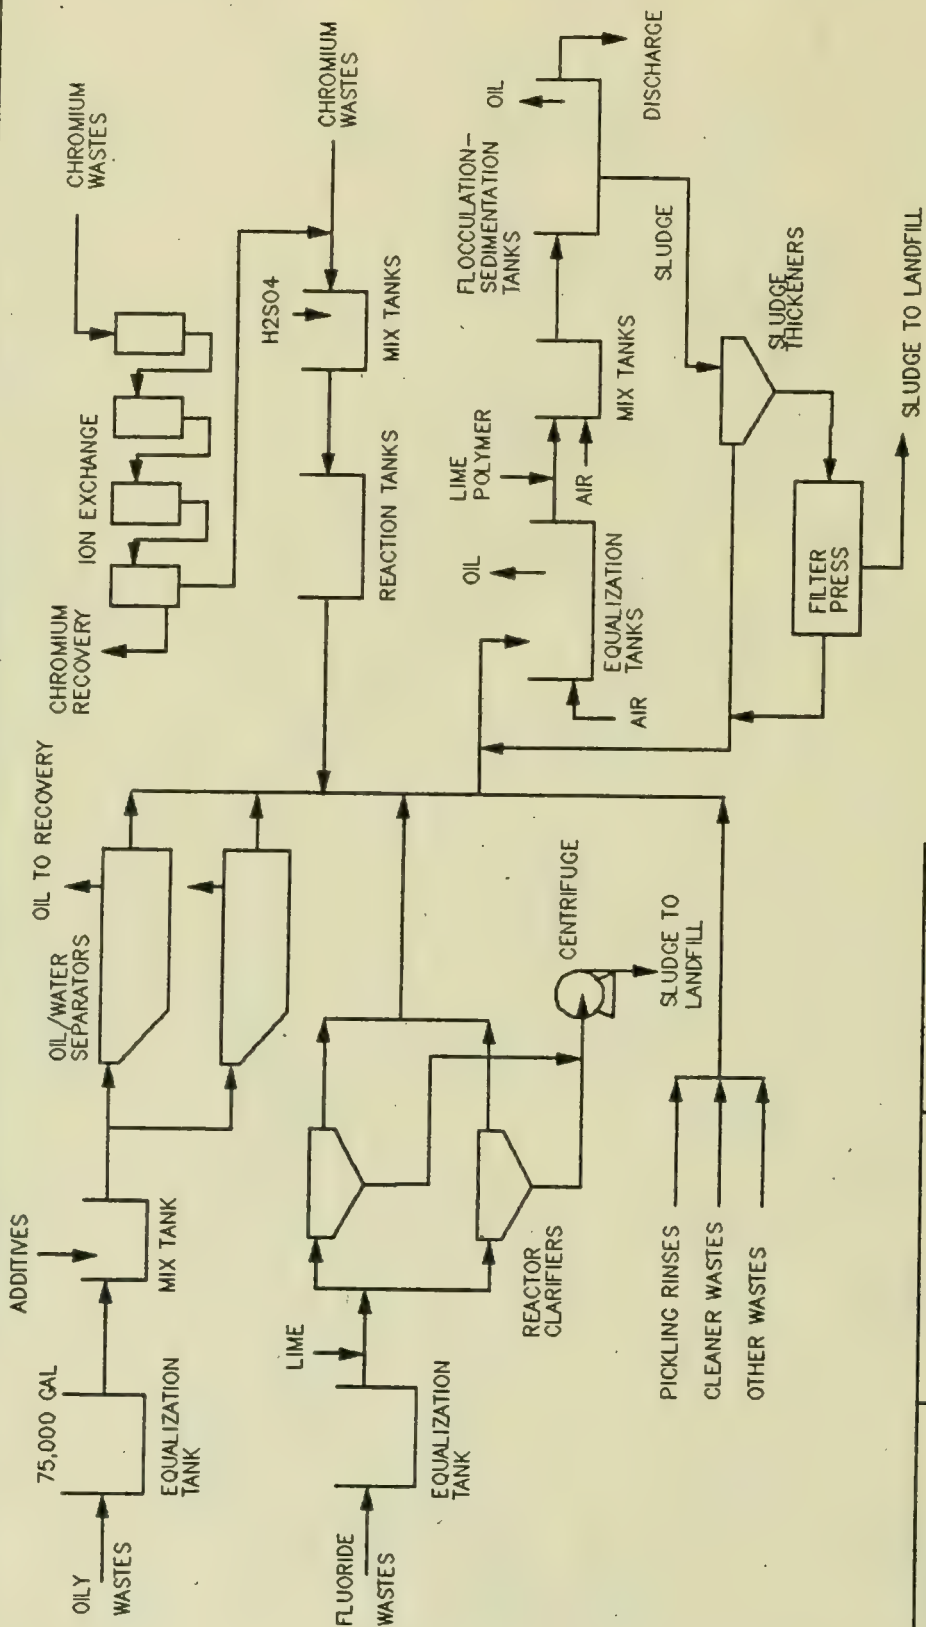 OILY
WASTES
75,000 GAL
EQUALIZATION
TANK
ADDITIVES
MIX TANK
OIL/WATER
SEPARATORS
OIL TO RECOVERY
CHROMIUM
RECOVERY
ION EXCHANGE
CHROMIUM
WASTES
FLUORIDE
WASTES
EQUALIZATION
TANK
LIME
REACTOR
CLARIFIERS
CENTRIFUGE
SLUDGE TO
LANDFILL
REACTION TANKS
H2SO4
MIX TANKS
CHROMIUM
WASTES
PICKLING RINSES
CLEANER WASTES
OTHER WASTES
AIR
EQUALIZATION
TANKS
OIL
LIME
POLYMER
AIR
MIX TANKS
FLOCCULATION-
SEDIMENTATION
TANKS
OIL
DISCHARGE
SLUDGE
SLUDGE
THICKENERS
FILTER
PRESS
SLUDGE TO LANDFILL